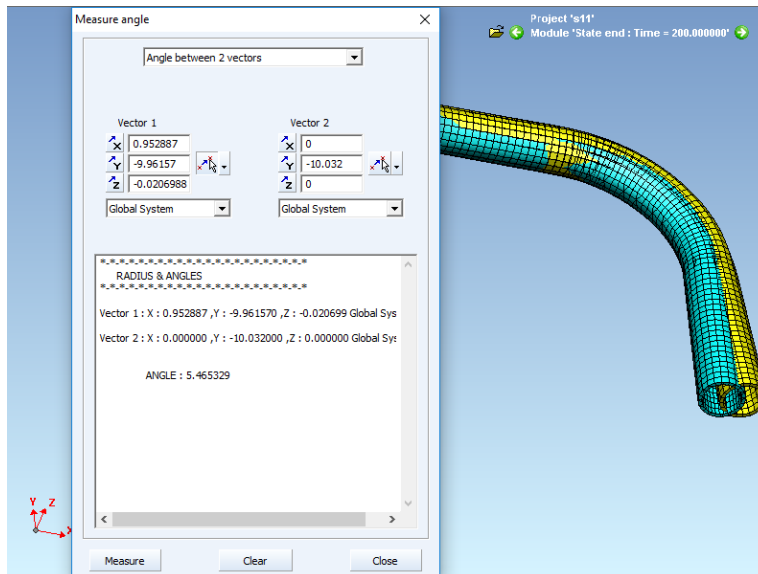 Measure angle
Project 's11'
Module 'State end : Time = 200.000000'
Angle between 2 vectors
Vector 1
Vector 2
X 0.952887
X 0
Y -9.96157
Y -10.032
Z -0.0206988
Z 0
Global System
Global System
*-*-*-*-*-*-*-*-*-*-*-*-*-*-*-*-*-*-*-*-*-*
RADIUS & ANGLES
*-*-*-*-*-*-*-*-*-*-*-*-*-*-*-*-*-*-*-*-*-*
Vector 1 : X : 0.952887 ,Y : -9.961570 ,Z : -0.020699 Global Sys
Vector 2 : X : 0.000000 ,Y : -10.032000 ,Z : 0.000000 Global Sys
ANGLE : 5.465329
Y Z
X
Measure
Clear
Close